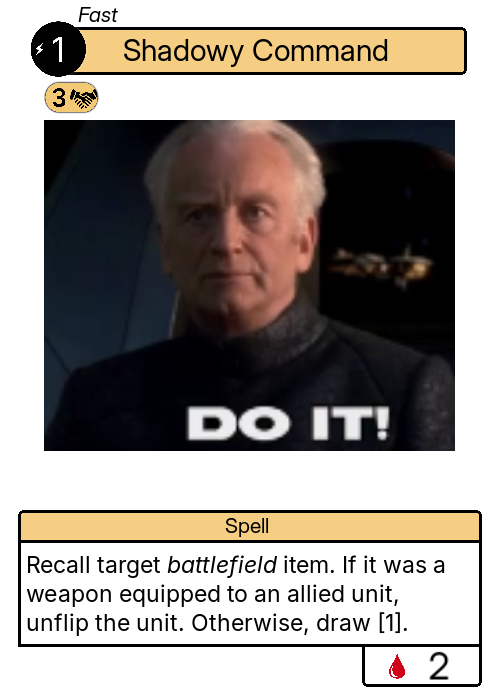 Fast
1
Shadowy Command
3
DO IT!
Spell
Recall target battlefield item. If it was a
weapon equipped to an allied unit,
unflip the unit. Otherwise, draw [1].
2